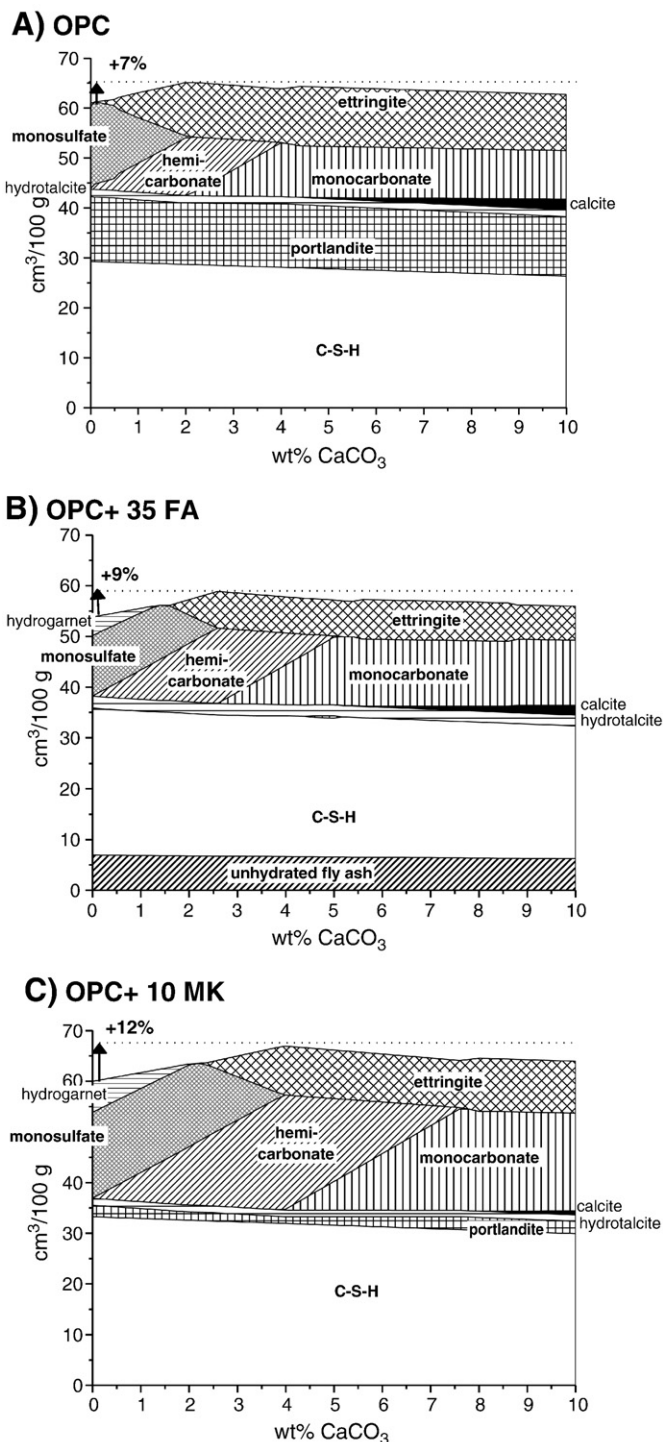 A) OPC
70
+7%
60
ettringite
monosulfate
50
hemi-
carbonate
monocarbonate
hydrotalcite
40
calcite
portlandite
30
cm³/100 g
20
C-S-H
10
0
0 1 2 3 4 5 6 7 8 9 10
wt% CaCO₃
B) OPC+ 35 FA
70
60
+9%
hydrogarnet
ettringite
50
monosulfate
hemi-
carbonate
monocarbonate
40
calcite
hydrotalcite
30
cm³/100 g
20
C-S-H
10
unhydrated fly ash
0
0 1 2 3 4 5 6 7 8 9 10
wt% CaCO₃
C) OPC+ 10 MK
70
+12%
60
hydrogarnet
ettringite
50
monosulfate
hemi-
carbonate
monocarbonate
40
calcite
hydrotalcite
portlandite
30
cm³/100 g
20
C-S-H
10
0
0 1 2 3 4 5 6 7 8 9 10
wt% CaCO₃